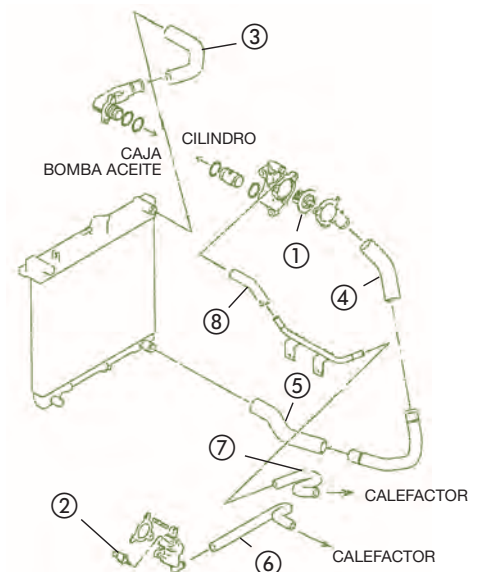 ③
CILINDRO
CAJA
BOMBA ACEITE
①
④
⑧
⑤
⑦
CALEFACTOR
②
⑥
CALEFACTOR